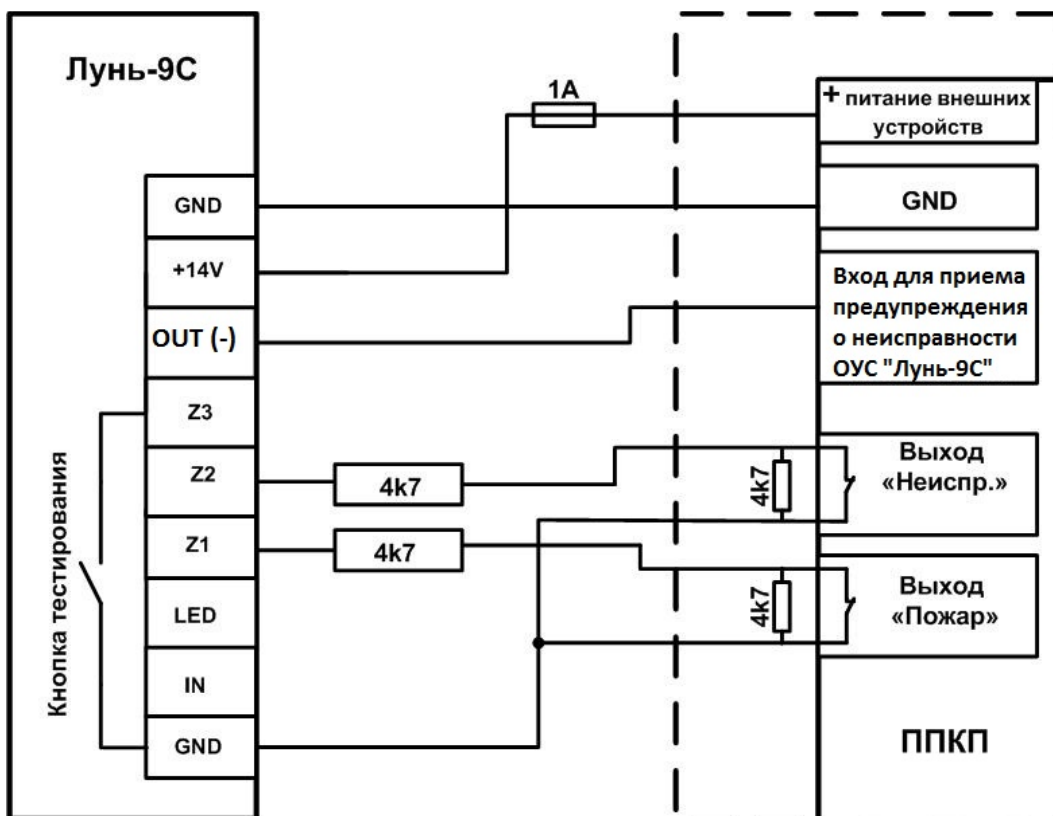 Лунь-9С
1А
+ питание внешних
устройств
GND
GND
+14V
Вход для приема
предупреждения
о неисправности
ОУС "Лунь-9С"
OUT (-)
Z3
Z2
4k7
4k7
Выход
«Неиспр.»
Z1
4k7
4k7
Выход
«Пожар»
LED
IN
GND
Кнопка тестирования
ППКП